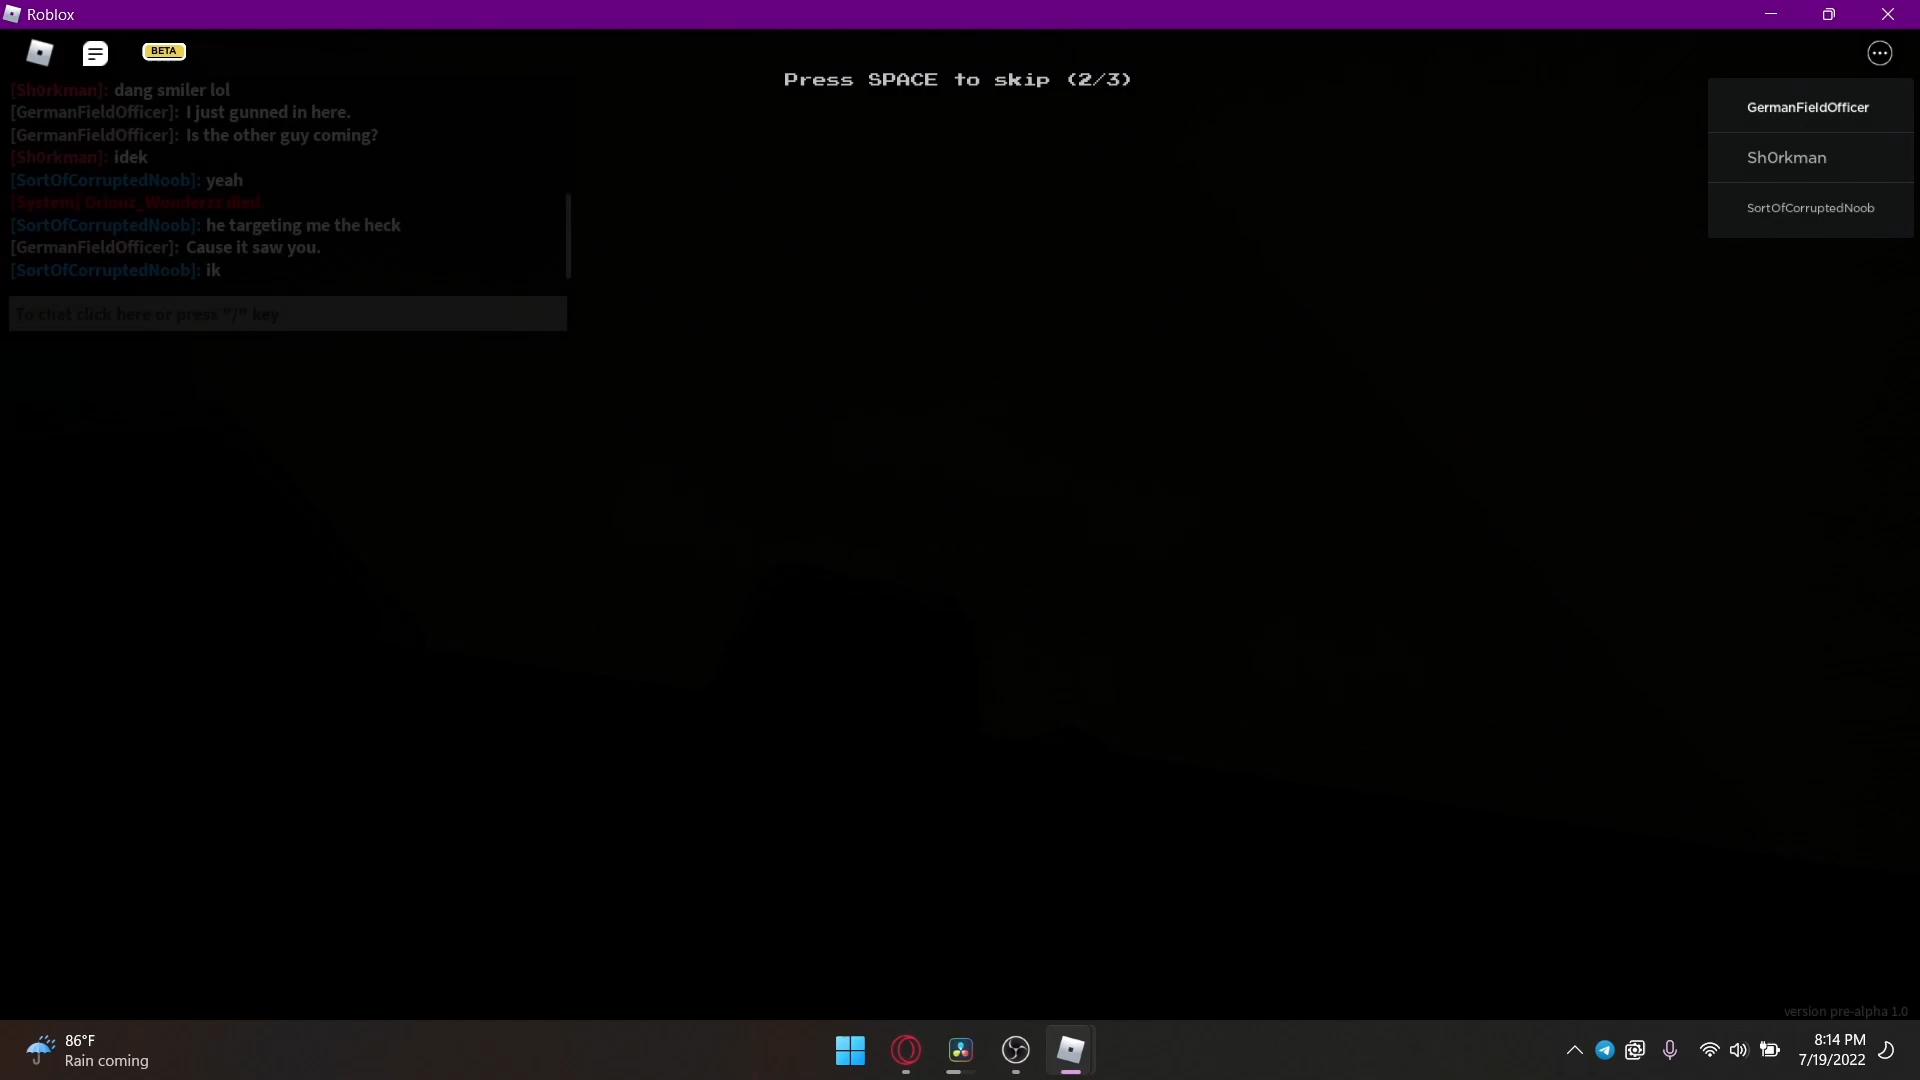 Roblox
BETA
Press SPACE to skip (2/3)
[Sh0rkman]: dang smiler lol
[GermanFieldOfficer]: I just gunned in here.
[GermanFieldOfficer]: Is the other guy coming?
[Sh0rkman]: idek
[SortOfCorruptedNoob]: yeah
[System] Orionz_Wonderzz died.
[SortOfCorruptedNoob]: he targeting me the heck
[GermanFieldOfficer]: Cause it saw you.
[SortOfCorruptedNoob]: ik
To chat click here or press "/" key
GermanFieldOfficer
Sh0rkman
SortOfCorruptedNoob
version pre-alpha 1.0
86°F
Rain coming
8:14 PM
7/19/2022